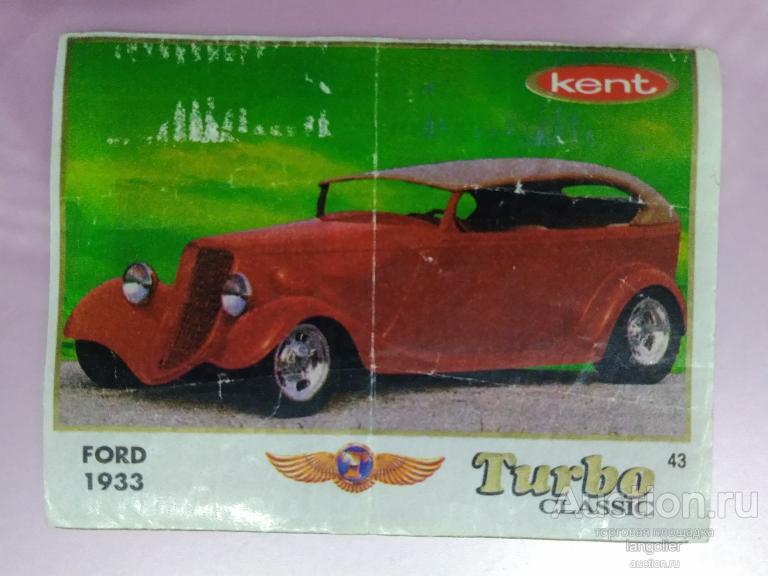 kent
FORD
1933
Turbo
CLASSIC
43
Auction.ru
торговая площадка
langolier
auction.ru